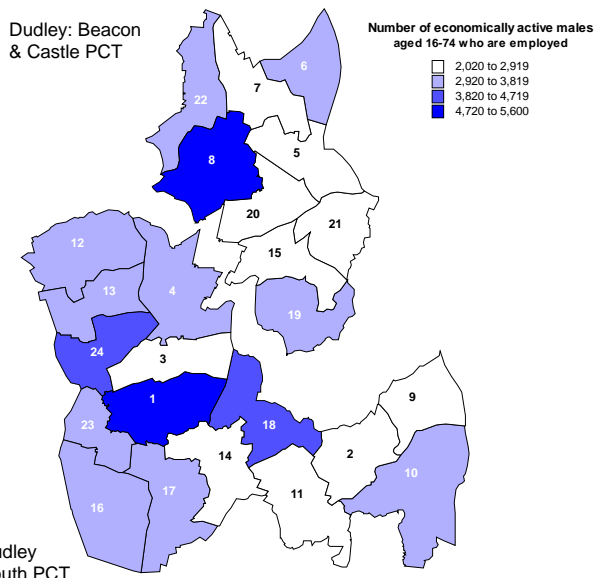 Dudley: Beacon
& Castle PCT
Number of economically active males
aged 16-74 who are employed
2,020 to 2,919
2,920 to 3,819
3,820 to 4,719
4,720 to 5,600
6
7
22
5
8
20
21
12
15
13
4
19
24
3
9
1
23
18
14
2
10
17
11
16
udley
outh PCT